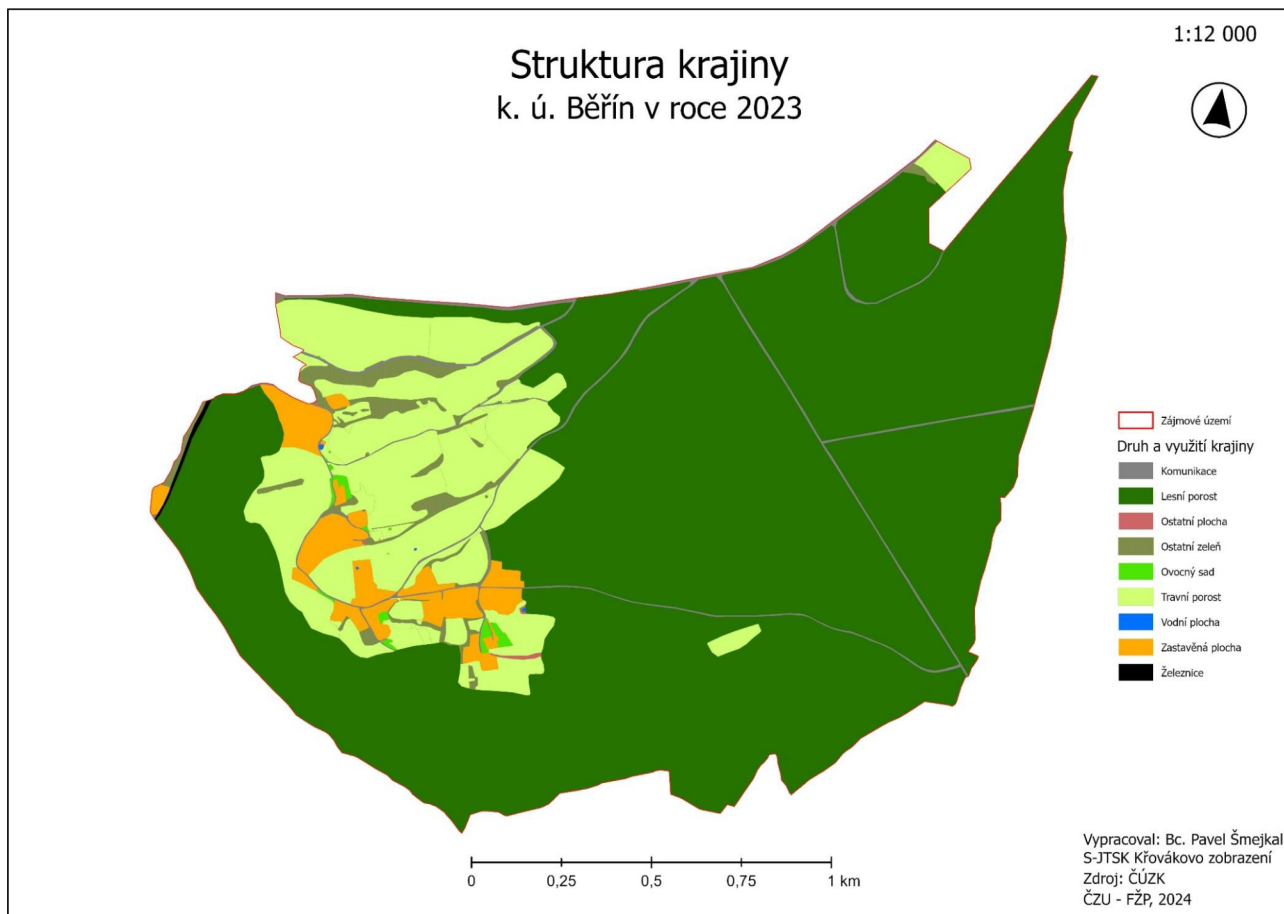 1:12 000
Struktura krajiny
k. ú. Běřín v roce 2023
Zájmové území
Druh a využití krajiny
Komunikace
Lesní porost
Ostatní plocha
Ostatní zeleň
Ovocný sad
Travní porost
Vodní plocha
Zastavěná plocha
Železnice
0 0,25 0,5 0,75 1 km
Vypracoval: Bc. Pavel Šmejkal
S-JTSK Křovákovo zobrazení
Zdroj: ČÚZK
ČZU - FŽP, 2024